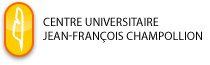 CENTRE UNIVERSITAIRE
JEAN-FRANÇOIS CHAMPOLLION